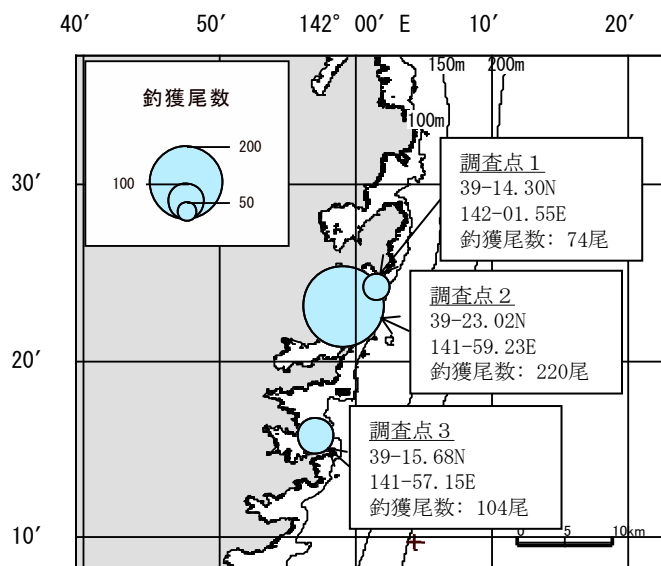 40′ 50′ 142° 00′ E 10′ 20′
150m 200m
釣獲尾数
100m
200
100
50
30′
調査点１
39-14.30N
142-01.55E
釣獲尾数: 74尾
調査点２
39-23.02N
141-59.23E
釣獲尾数: 220尾
20′
調査点３
39-15.68N
141-57.15E
釣獲尾数: 104尾
10′
0 5 10km